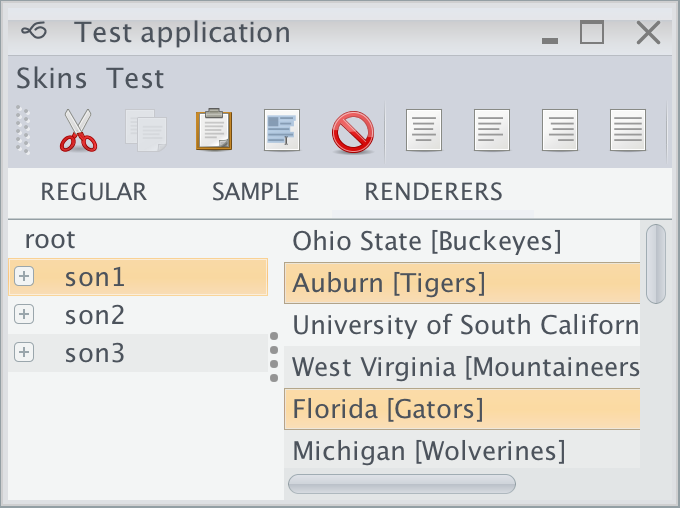 Test application
Skins Test
REGULAR SAMPLE RENDERERS
root
son1
son2
son3
Ohio State [Buckeyes]
Auburn [Tigers]
University of South Californ
West Virginia [Mountaineers
Florida [Gators]
Michigan [Wolverines]